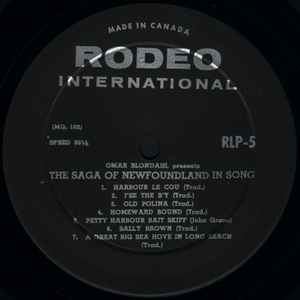 MADE IN CANADA
RODEO
INTERNATIONAL
(MG. 102)
SPEED 33⅓
RLP-5
OMAR BLONDAHL presents
THE SAGA OF NEWFOUNDLAND IN SONG
1. HARBOUR LE COU (Trad.)
2. I'SE THE B'Y (Trad.)
3. OLD POLINA (Trad.)
4. HOMEWARD BOUND (Trad.)
5. PETTY HARBOUR BAIT SKIFF (John Grace)
6. SALLY BROWN (Trad.)
7. A GREAT BIG SEA HOVE IN LONG BEACH
(Trad.)